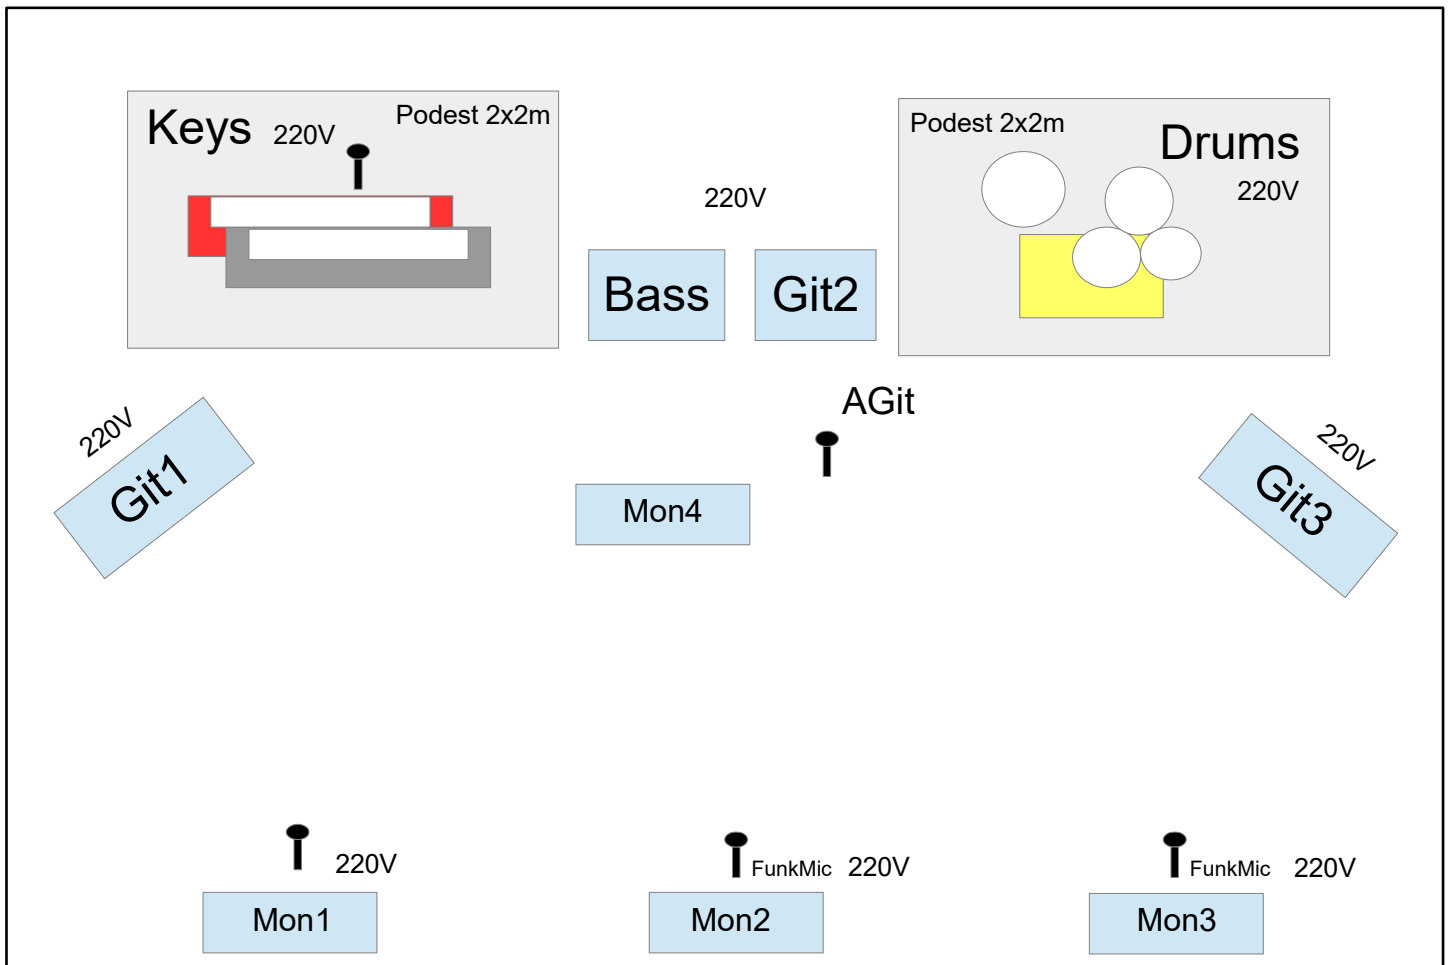 Keys
220V
Podest 2x2m
Podest 2x2m
Drums
220V
220V
Bass
Git2
220V
Git1
AGit
220V
Git3
Mon4
220V
FunkMic
220V
FunkMic
220V
Mon1
Mon2
Mon3